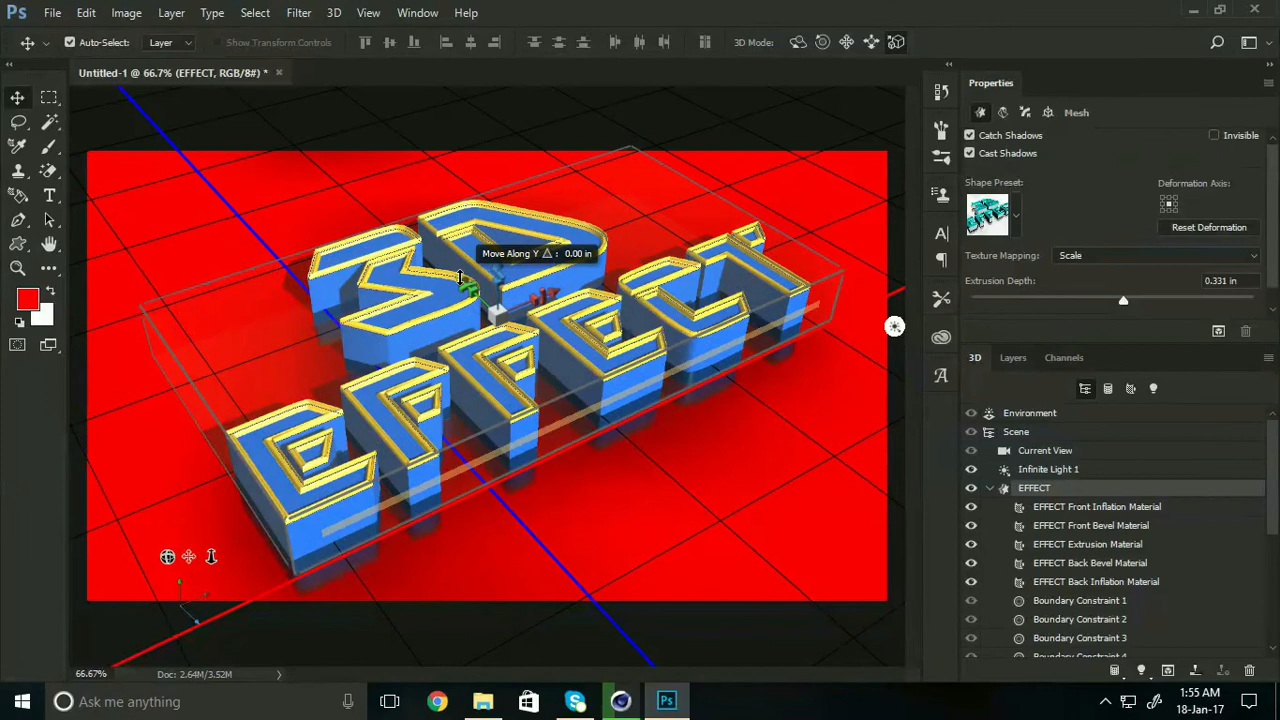 Ps File Edit Image Layer Type Select Filter 3D View Window Help
Auto-Select: Layer Show Transform Controls 3D Mode:
Untitled-1 @ 66.7% (EFFECT, RGB/8#) * ×
Properties
Mesh
Catch Shadows Invisible
Cast Shadows
Shape Preset: Deformation Axis:
Reset Deformation
Texture Mapping: Scale
Extrusion Depth: 0.331 in
Move Along Y △ : 0.00 in
3D
EFFECT
3D Layers Channels
Environment
Scene
Current View
Infinite Light 1
EFFECT
EFFECT Front Inflation Material
EFFECT Front Bevel Material
EFFECT Extrusion Material
EFFECT Back Bevel Material
EFFECT Back Inflation Material
Boundary Constraint 1
Boundary Constraint 2
Boundary Constraint 3
Boundary Constraint 4
66.67% Doc: 2.64M/3.52M
Ask me anything
Ps
1:55 AM
18-Jan-17